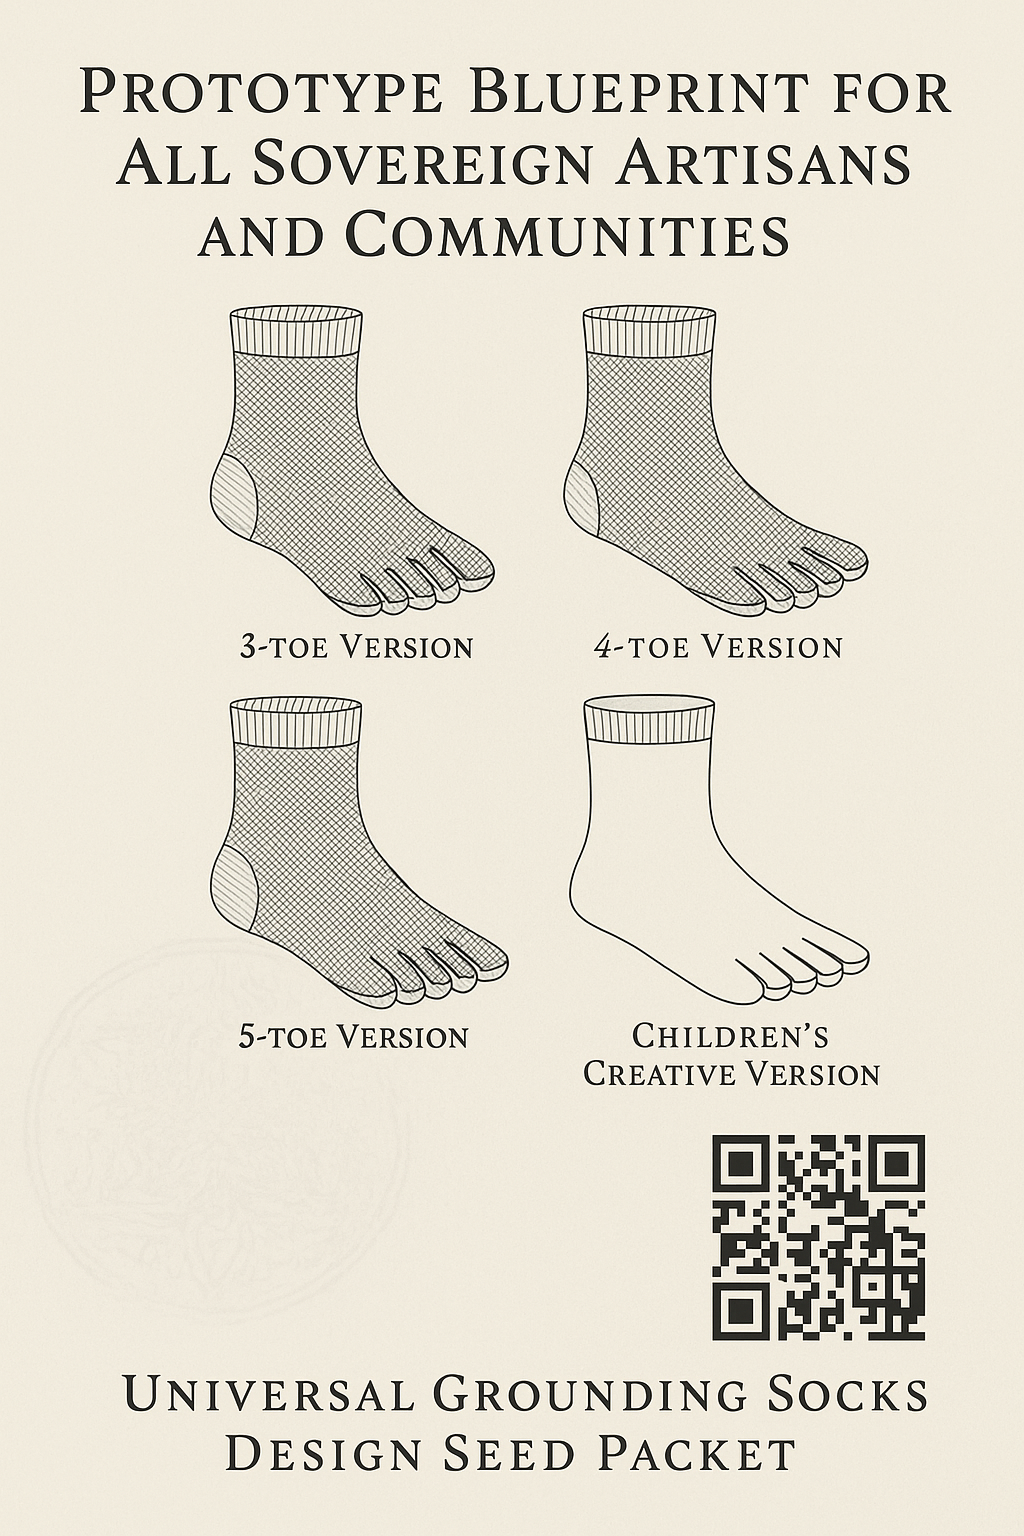 Prototype Blueprint for
All Sovereign Artisans
and Communities
3-toe Version
4-toe Version
5-toe Version
Children's
Creative Version
Universal Grounding Socks
Design Seed Packet